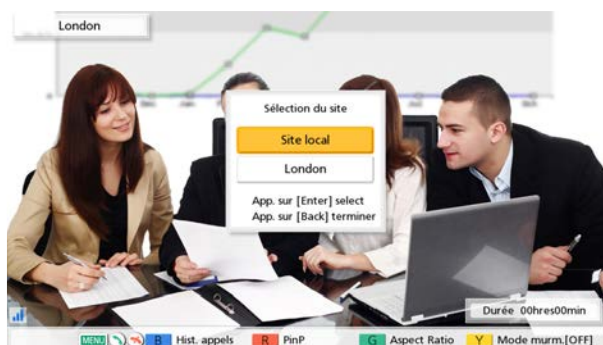 London
Sélection du site
Site local
London
App. sur [Enter] select
App. sur [Back] terminer
Durée 00hres00min
MENU B Hist. appels R PinP G Aspect Ratio Y Mode murm.[OFF]